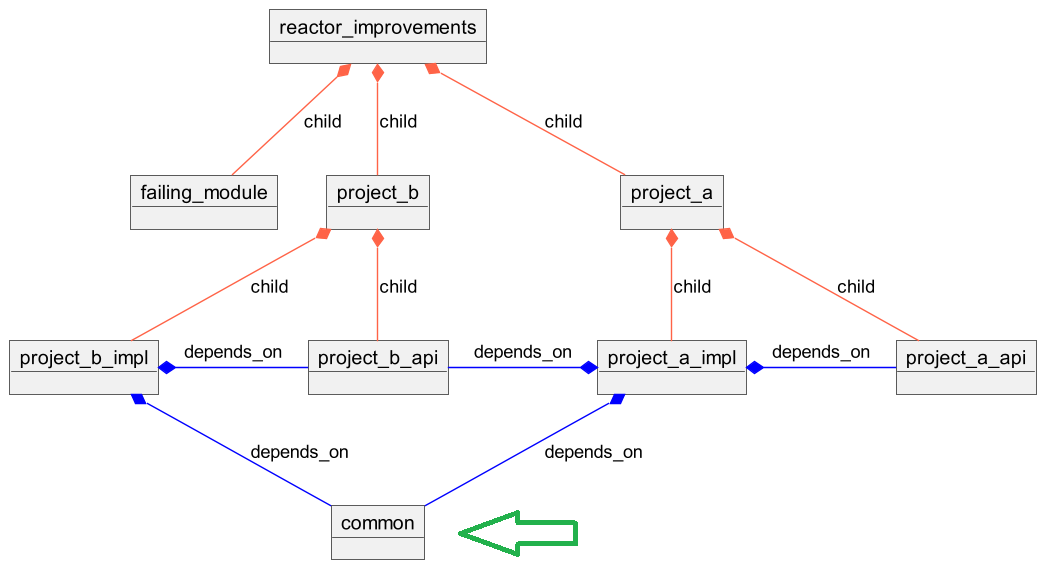 reactor_improvements
child
child
child
failing_module
project_b
project_a
child
child
child
child
project_b_impl
depends_on
project_b_api
depends_on
project_a_impl
depends_on
project_a_api
depends_on
depends_on
common